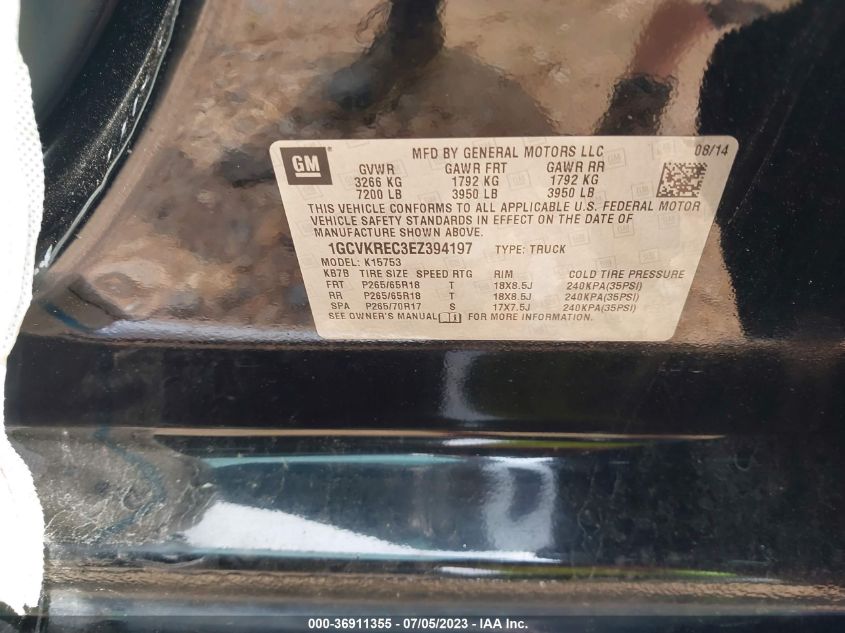 GM
MFD BY GENERAL MOTORS LLC 08/14
GVWR GAWR FRT GAWR RR
3266 KG 1792 KG 1792 KG
7200 LB 3950 LB 3950 LB
THIS VEHICLE CONFORMS TO ALL APPLICABLE U.S. FEDERAL MOTOR
VEHICLE SAFETY STANDARDS IN EFFECT ON THE DATE OF
MANUFACTURE SHOWN ABOVE.
1GCVKREC3EZ394197 TYPE: TRUCK
MODEL: K15753
KB7B TIRE SIZE SPEED RTG RIM COLD TIRE PRESSURE
FRT P265/65R18 T 18X8.5J 240KPA(35PSI)
RR P265/65R18 T 18X8.5J 240KPA(35PSI)
SPA P265/70R17 S 17X7.5J 240KPA(35PSI)
SEE OWNER'S MANUAL FOR MORE INFORMATION.
000-36911355 - 07/05/2023 - IAA Inc.